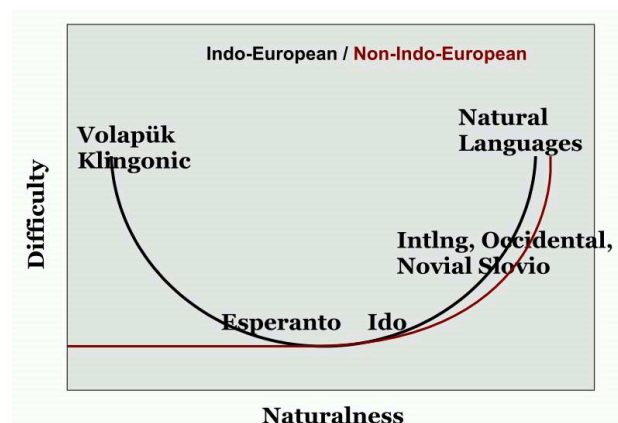 Indo-European / Non-Indo-European
Volapük
Klingonic
Natural
Languages
Difficulty
Intlng, Occidental,
Novial Slovio
Esperanto Ido
Naturalness